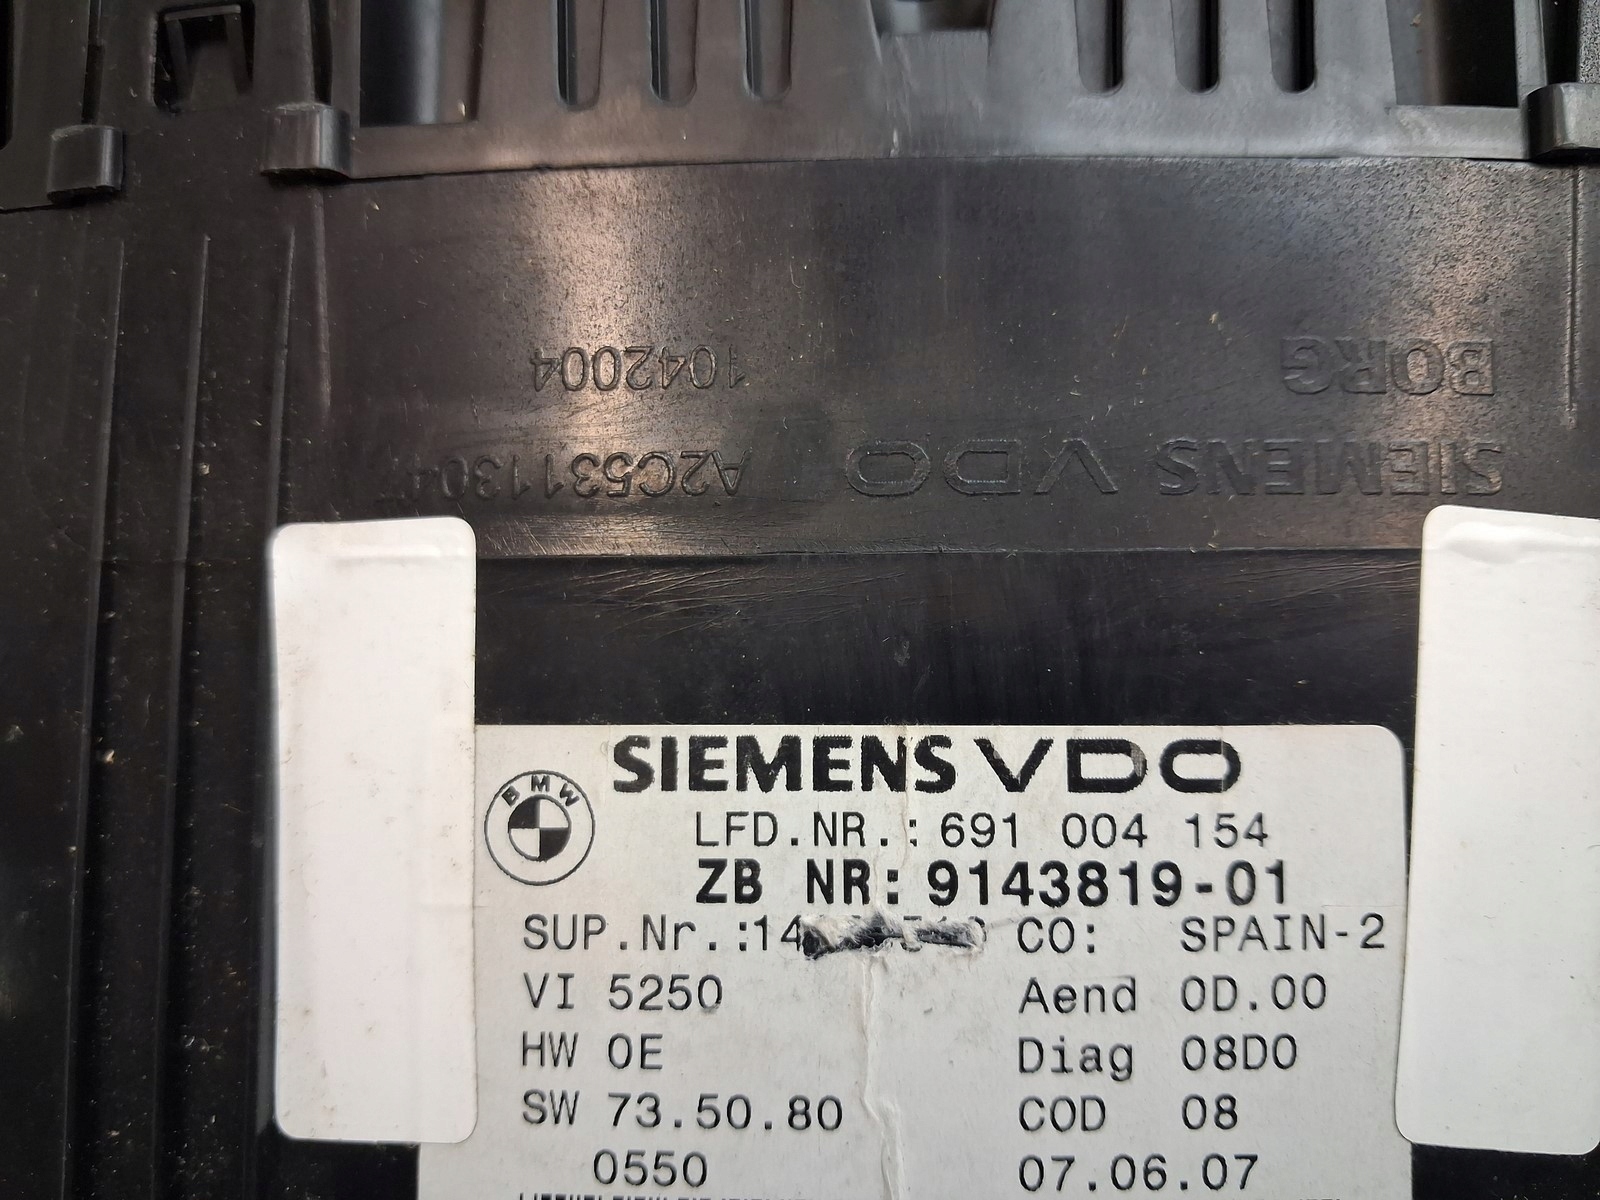 1042004
BORG
SIEMENS VDO
SIEMENS VDO
BMW
LFD.NR.: 691 004 154
ZB NR: 9143819-01
SUP.Nr.: CO: SPAIN-2
VI 5250 Aend 0D.00
HW 0E Diag 08D0
SW 73.50.80 COD 08
0550 07.06.07